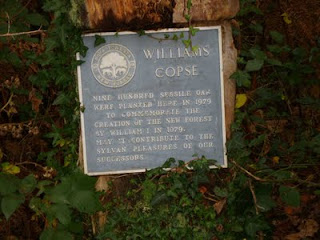 WILLIAMS
COPSE
NINE HUNDRED SESSILE OAK
WERE PLANTED HERE IN 1979
TO COMMEMORATE THE
CREATION OF THE NEW FOREST
BY WILLIAM I IN 1079.
MAY IT CONTRIBUTE TO THE
SYLVAN PLEASURES OF OUR
SUCCESSORS.